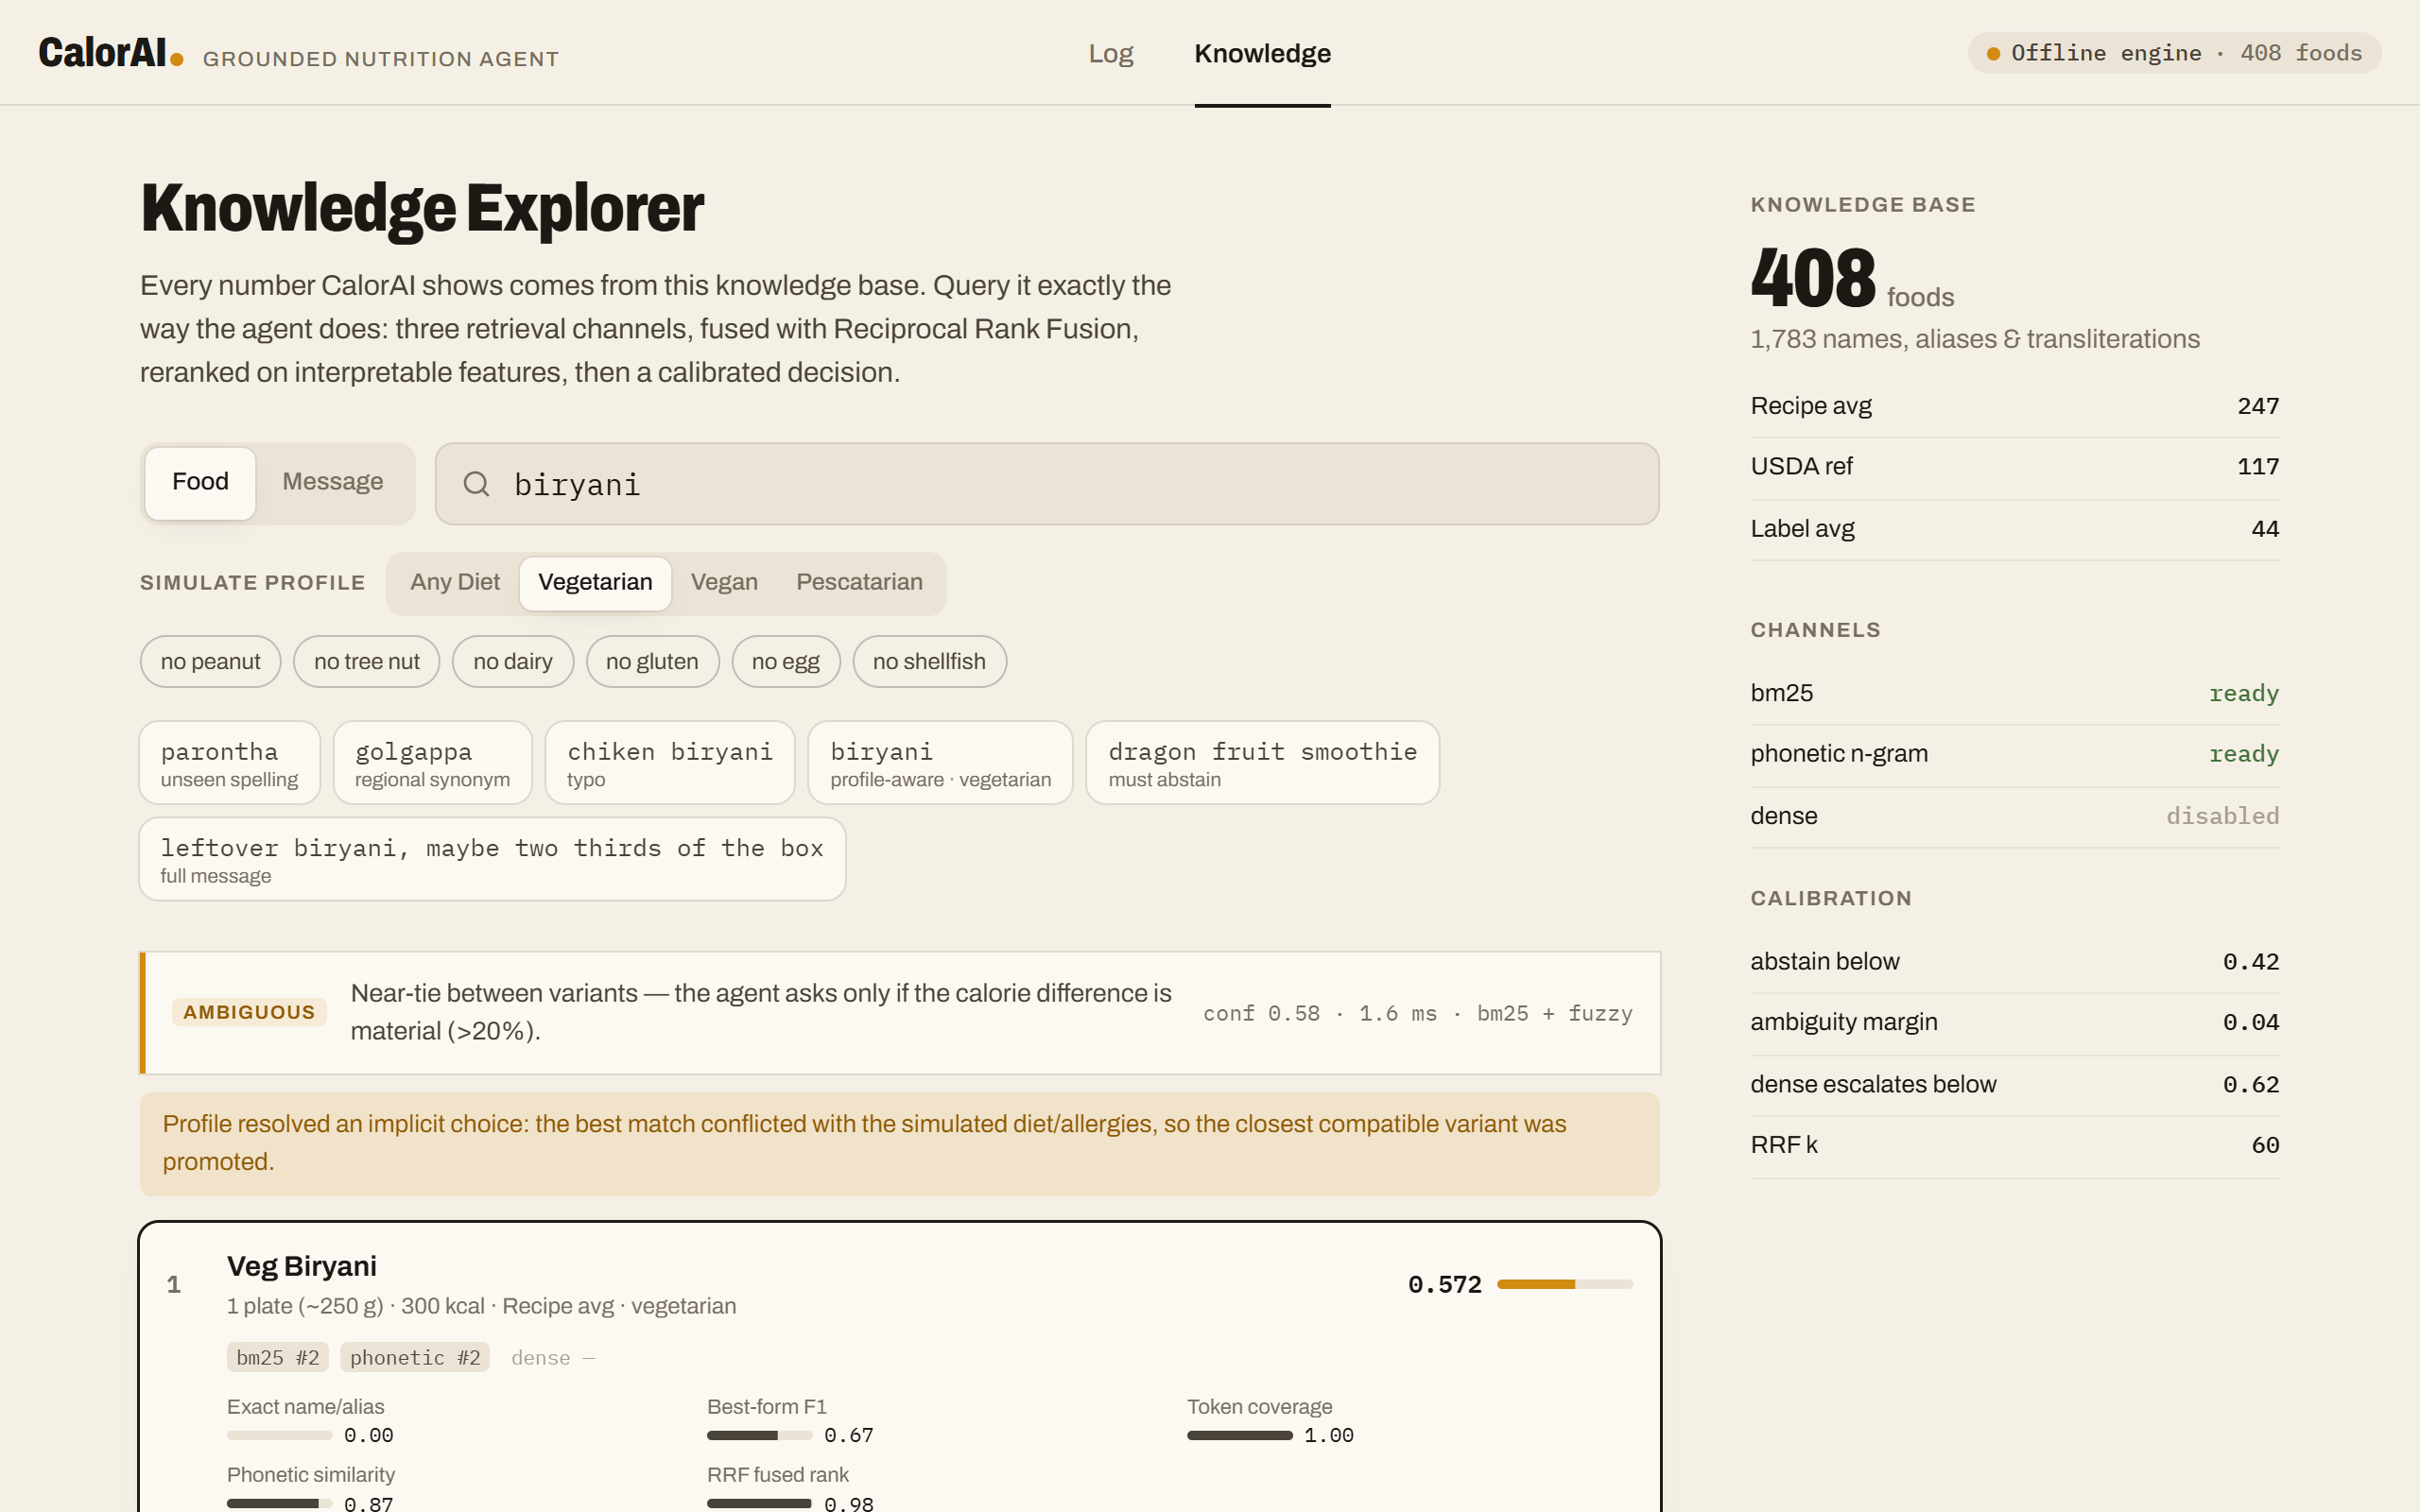 CalorAI
GROUNDED NUTRITION AGENT
Log
Knowledge
Offline engine · 408 foods
Knowledge Explorer
Every number CalorAI shows comes from this knowledge base. Query it exactly the
way the agent does: three retrieval channels, fused with Reciprocal Rank Fusion,
reranked on interpretable features, then a calibrated decision.
Food
Message
biryani
SIMULATE PROFILE
Any Diet
Vegetarian
Vegan
Pescatarian
no peanut
no tree nut
no dairy
no gluten
no egg
no shellfish
parontha
unseen spelling
golgappa
regional synonym
chiken biryani
typo
biryani
profile-aware · vegetarian
dragon fruit smoothie
must abstain
leftover biryani, maybe two thirds of the box
full message
AMBIGUOUS
Near-tie between variants — the agent asks only if the calorie difference is
material (>20%).
conf 0.58 · 1.6 ms · bm25 + fuzzy
Profile resolved an implicit choice: the best match conflicted with the simulated diet/allergies, so the closest compatible variant was
promoted.
1
Veg Biryani
1 plate (~250 g) · 300 kcal · Recipe avg · vegetarian
0.572
bm25 #2
phonetic #2
dense —
Exact name/alias
0.00
Best-form F1
0.67
Token coverage
1.00
Phonetic similarity
0.87
RRF fused rank
0.98
KNOWLEDGE BASE
408 foods
1,783 names, aliases & transliterations
Recipe avg 247
USDA ref 117
Label avg 44
CHANNELS
bm25 ready
phonetic n-gram ready
dense disabled
CALIBRATION
abstain below 0.42
ambiguity margin 0.04
dense escalates below 0.62
RRF k 60